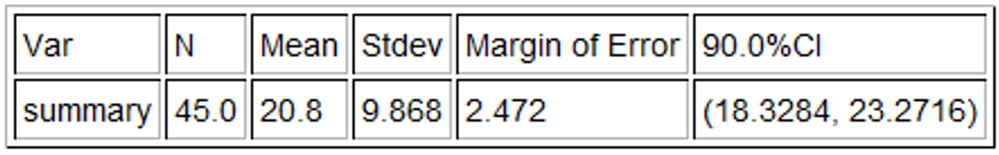 Var N Mean Stdev Margin of Error 90.0%CI
summary 45.0 20.8 9.868 2.472 (18.3284, 23.2716)